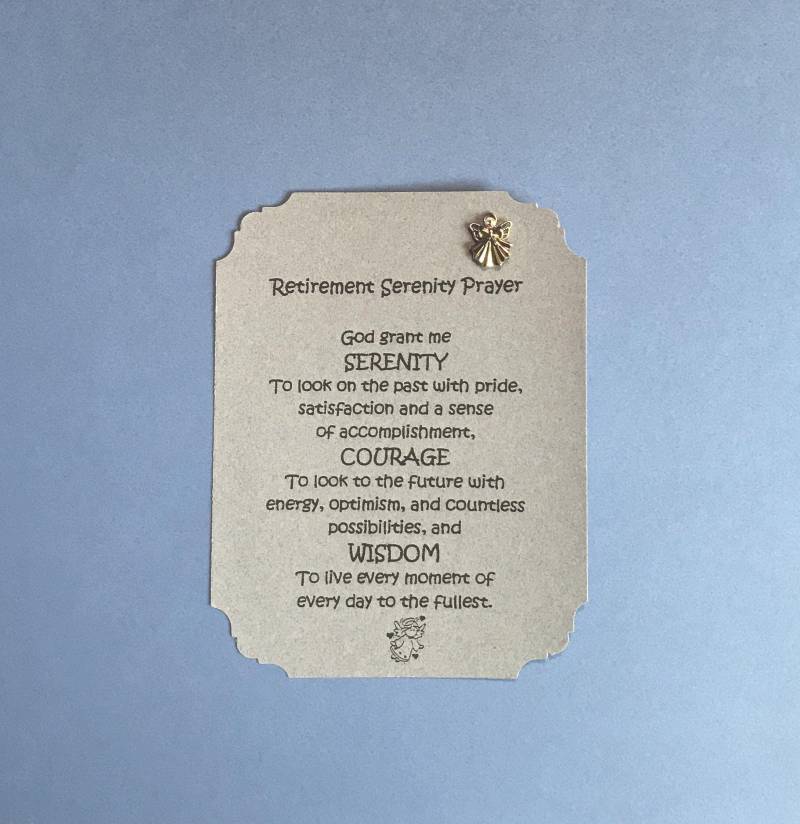 Retirement Serenity Prayer
God grant me
SERENITY
To look on the past with pride,
satisfaction and a sense
of accomplishment,
COURAGE
To look to the future with
energy, optimism, and countless
possibilities, and
WISDOM
To live every moment of
every day to the fullest.